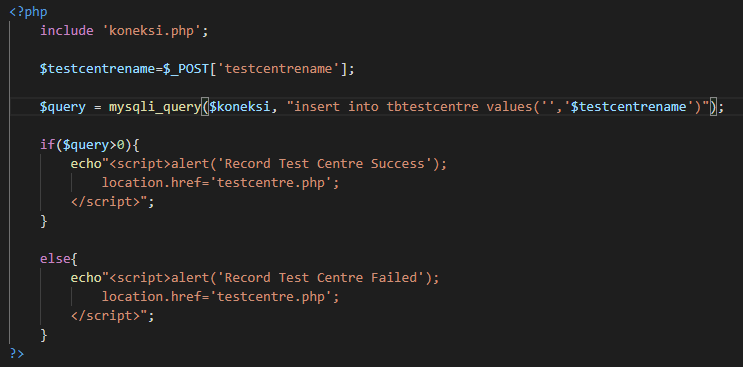 <?php
    include 'koneksi.php';

    $testcentrename=$_POST['testcentrename'];

    $query = mysqli_query($koneksi, "insert into tbtestcentre values('','$testcentrename')");

    if($query>0){
        echo"<script>alert('Record Test Centre Success');
            location.href='testcentre.php';
        </script>";
    }

    else{
        echo"<script>alert('Record Test Centre Failed');
            location.href='testcentre.php';
        </script>";
    }
?>